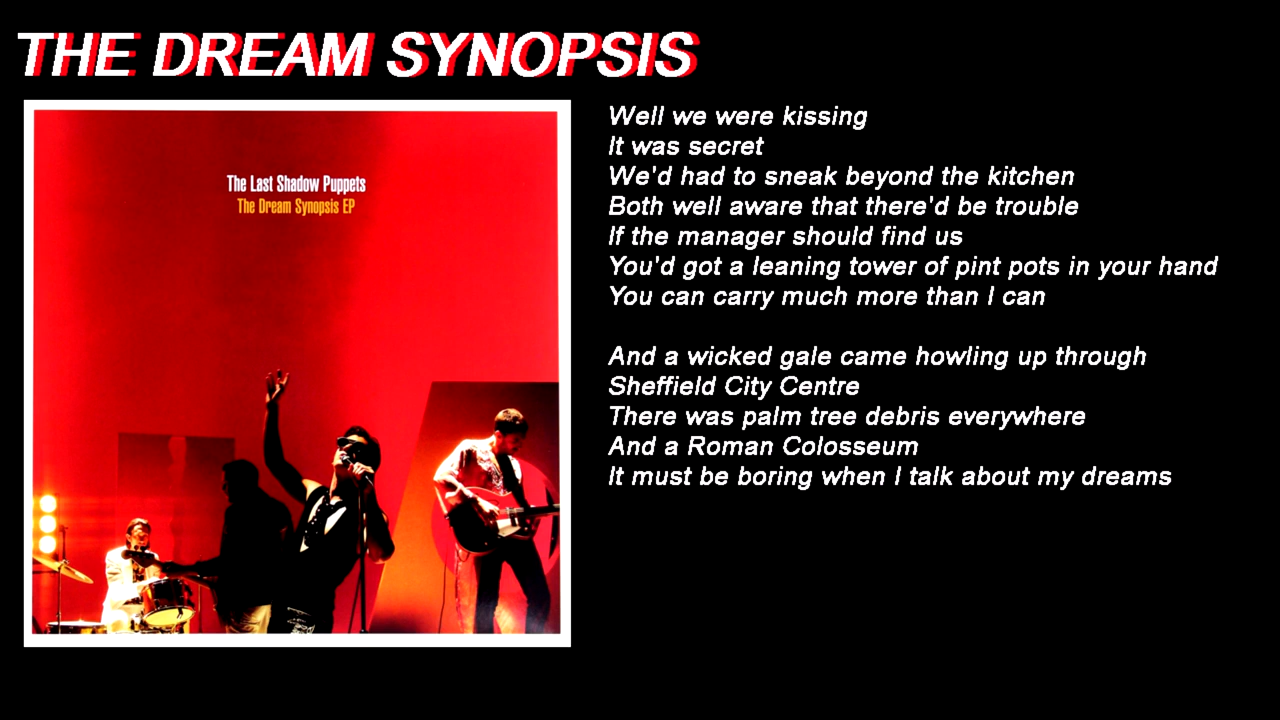 THE DREAM SYNOPSIS
The Last Shadow Puppets
The Dream Synopsis EP
Well we were kissing
It was secret
We'd had to sneak beyond the kitchen
Both well aware that there'd be trouble
If the manager should find us
You'd got a leaning tower of pint pots in your hand
You can carry much more than I can
And a wicked gale came howling up through
Sheffield City Centre
There was palm tree debris everywhere
And a Roman Colosseum
It must be boring when I talk about my dreams